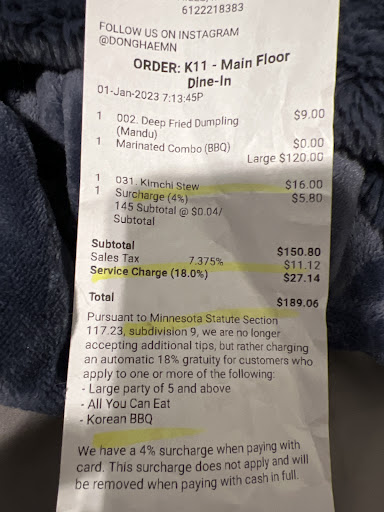 6122218383
FOLLOW US ON INSTAGRAM
@DONGHAEMN
ORDER: K11 - Main Floor
Dine-In
01-Jan-2023 7:13:45P
1 002. Deep Fried Dumpling $9.00
(Mandu)
1 Marinated Combo (BBQ) $0.00
Large $120.00
1 031. Kimchi Stew $16.00
1 Surcharge (4%) $5.80
145 Subtotal @ $0.04/
Subtotal
Subtotal $150.80
Sales Tax 7.375% $11.12
Service Charge (18.0%) $27.14
Total $189.06
Pursuant to Minnesota Statute Section
117.23, subdivision 9, we are no longer
accepting additional tips, but rather charging
an automatic 18% gratuity for customers who
apply to one or more of the following:
- Large party of 5 and above
- All You Can Eat
- Korean BBQ
We have a 4% surcharge when paying with
card. This surcharge does not apply and will
be removed when paying with cash in full.